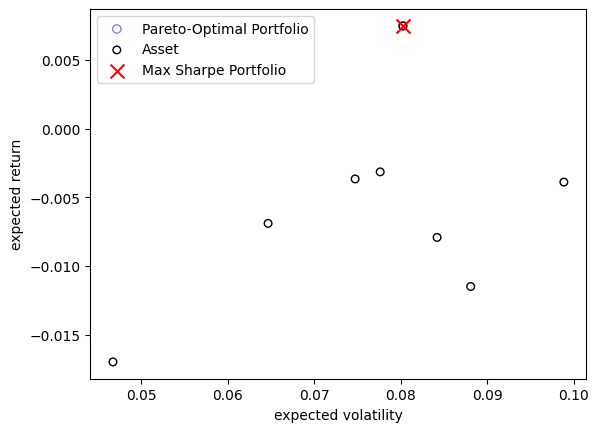 Pareto-Optimal Portfolio
Asset
Max Sharpe Portfolio
0.005
0.000
−0.005
−0.010
−0.015
expected return
0.05 0.06 0.07 0.08 0.09 0.10
expected volatility